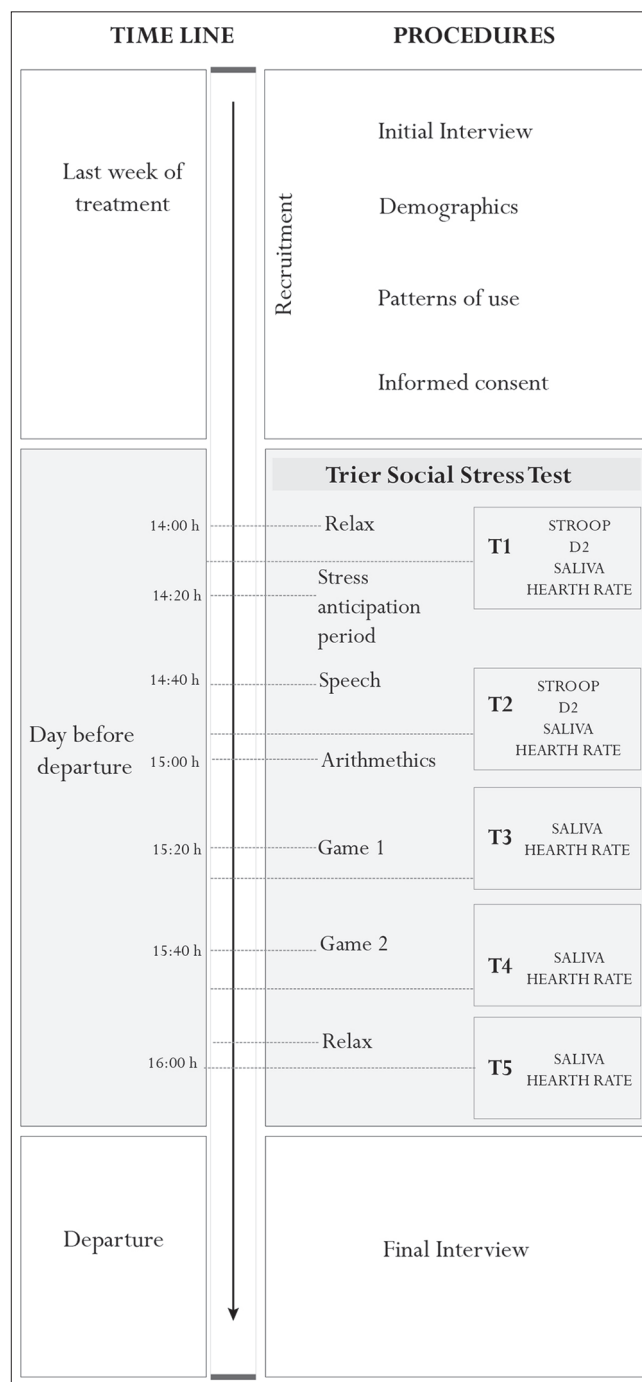 TIME LINE
PROCEDURES
Last week of
treatment
Recruitment
Initial Interview
Demographics
Patterns of use
Informed consent
Trier Social Stress Test
14:00 h
Relax
T1
STROOP
D2
SALIVA
HEARTH RATE
14:20 h
Stress
anticipation
period
14:40 h
Speech
T2
STROOP
D2
SALIVA
HEARTH RATE
Day before
departure
15:00 h
Arithmethics
T3
SALIVA
HEARTH RATE
15:20 h
Game 1
15:40 h
Game 2
T4
SALIVA
HEARTH RATE
Relax
16:00 h
T5
SALIVA
HEARTH RATE
Departure
Final Interview